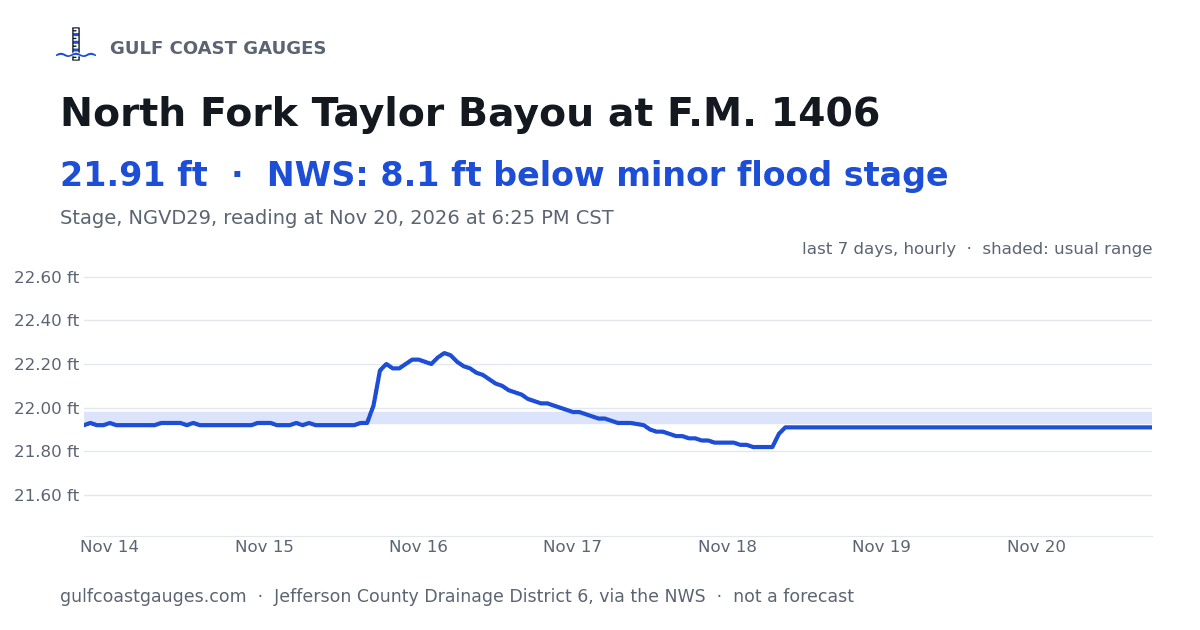 GULF COAST GAUGES
North Fork Taylor Bayou at F.M. 1406
21.91 ft · NWS: 8.1 ft below minor flood stage
Stage, NGVD29, reading at Nov 20, 2026 at 6:25 PM CST
last 7 days, hourly · shaded: usual range
22.60 ft
22.40 ft
22.20 ft
22.00 ft
21.80 ft
21.60 ft
Nov 14 Nov 15 Nov 16 Nov 17 Nov 18 Nov 19 Nov 20
gulfcoastgauges.com · Jefferson County Drainage District 6, via the NWS · not a forecast